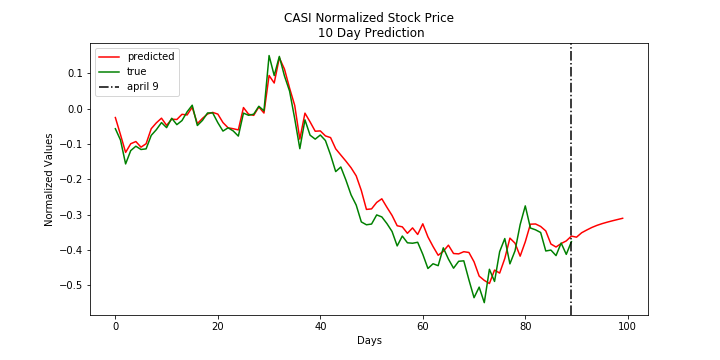 CASI Normalized Stock Price
10 Day Prediction
predicted
true
april 9
Normalized Values
0.1
0.0
−0.1
−0.2
−0.3
−0.4
−0.5
0
20
40
60
80
100
Days